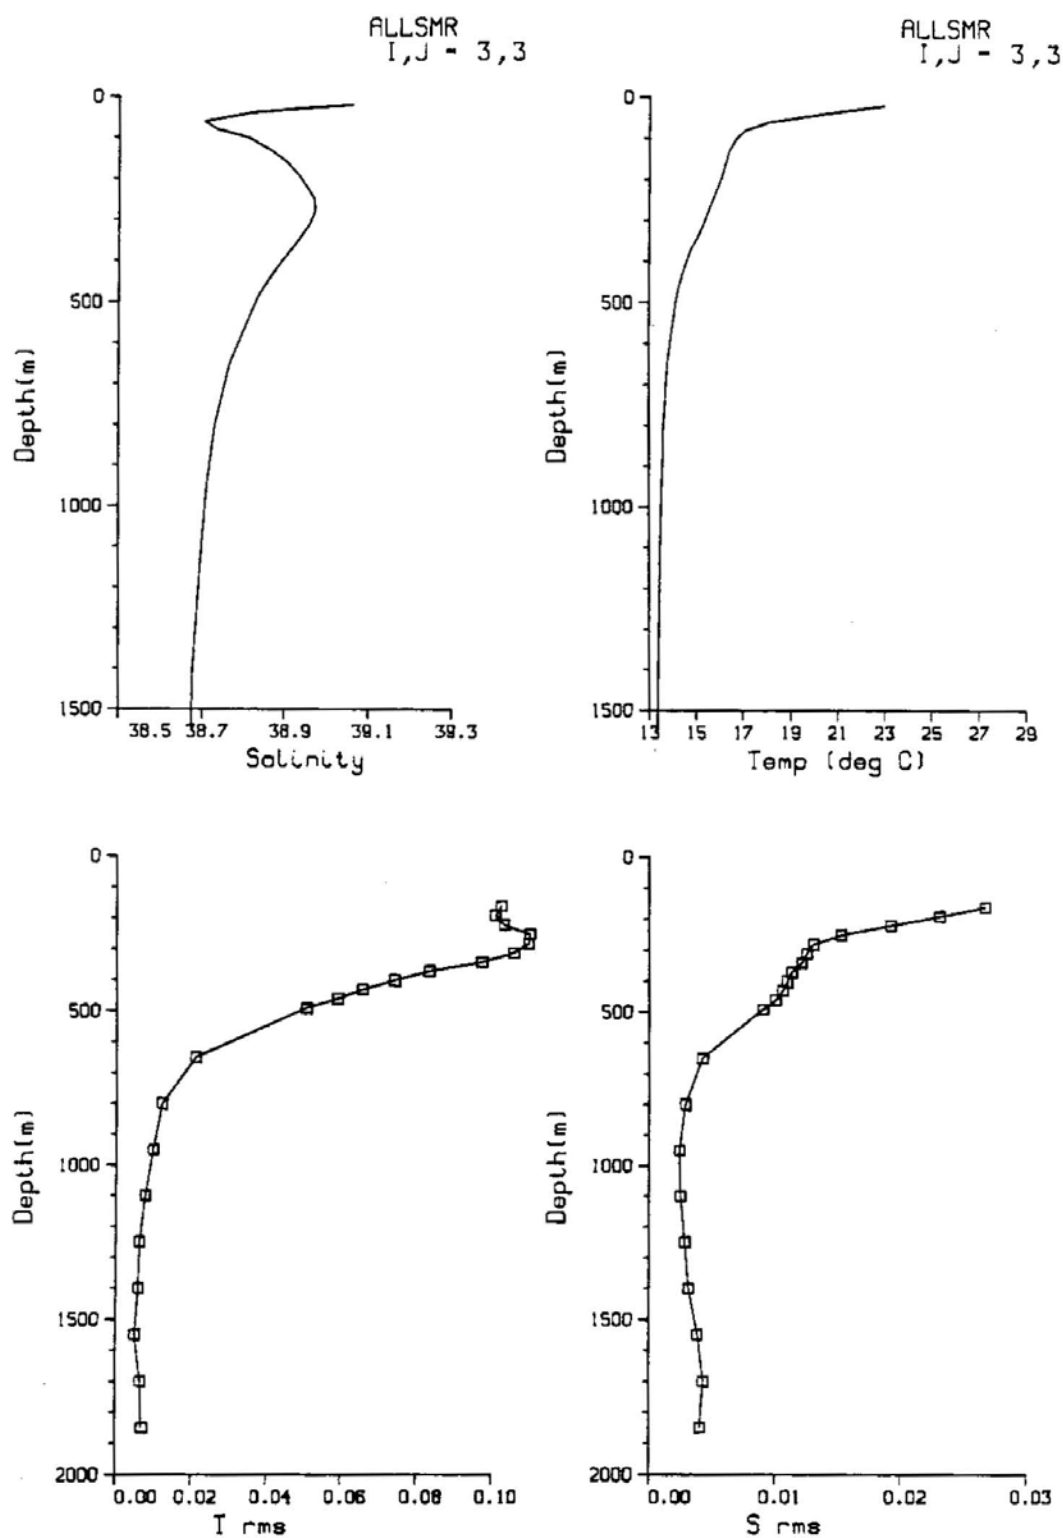 ALLSMR
I,J = 3,3
0
500
1000
1500
Depth(m)
38.5 38.7 38.9 39.1 39.3
Salinity
ALLSMR
I,J = 3,3
0
500
1000
1500
Depth(m)
13 15 17 19 21 23 25 27 29
Temp (deg C)
0
500
1000
1500
2000
Depth(m)
0.00 0.02 0.04 0.06 0.08 0.10
T rms
0
500
1000
1500
2000
Depth(m)
0.00 0.01 0.02 0.03
S rms